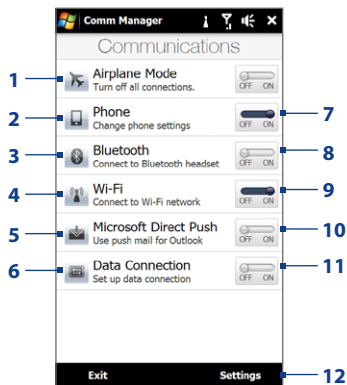 Comm Manager
Communications
1 Airplane Mode
Turn off all connections.
OFF ON
2 Phone
Change phone settings
OFF ON 7
3 Bluetooth
Connect to Bluetooth headset
OFF ON 8
4 Wi-Fi
Connect to Wi-Fi network
OFF ON 9
5 Microsoft Direct Push
Use push mail for Outlook
OFF ON 10
6 Data Connection
Set up data connection
OFF ON 11
Exit Settings 12